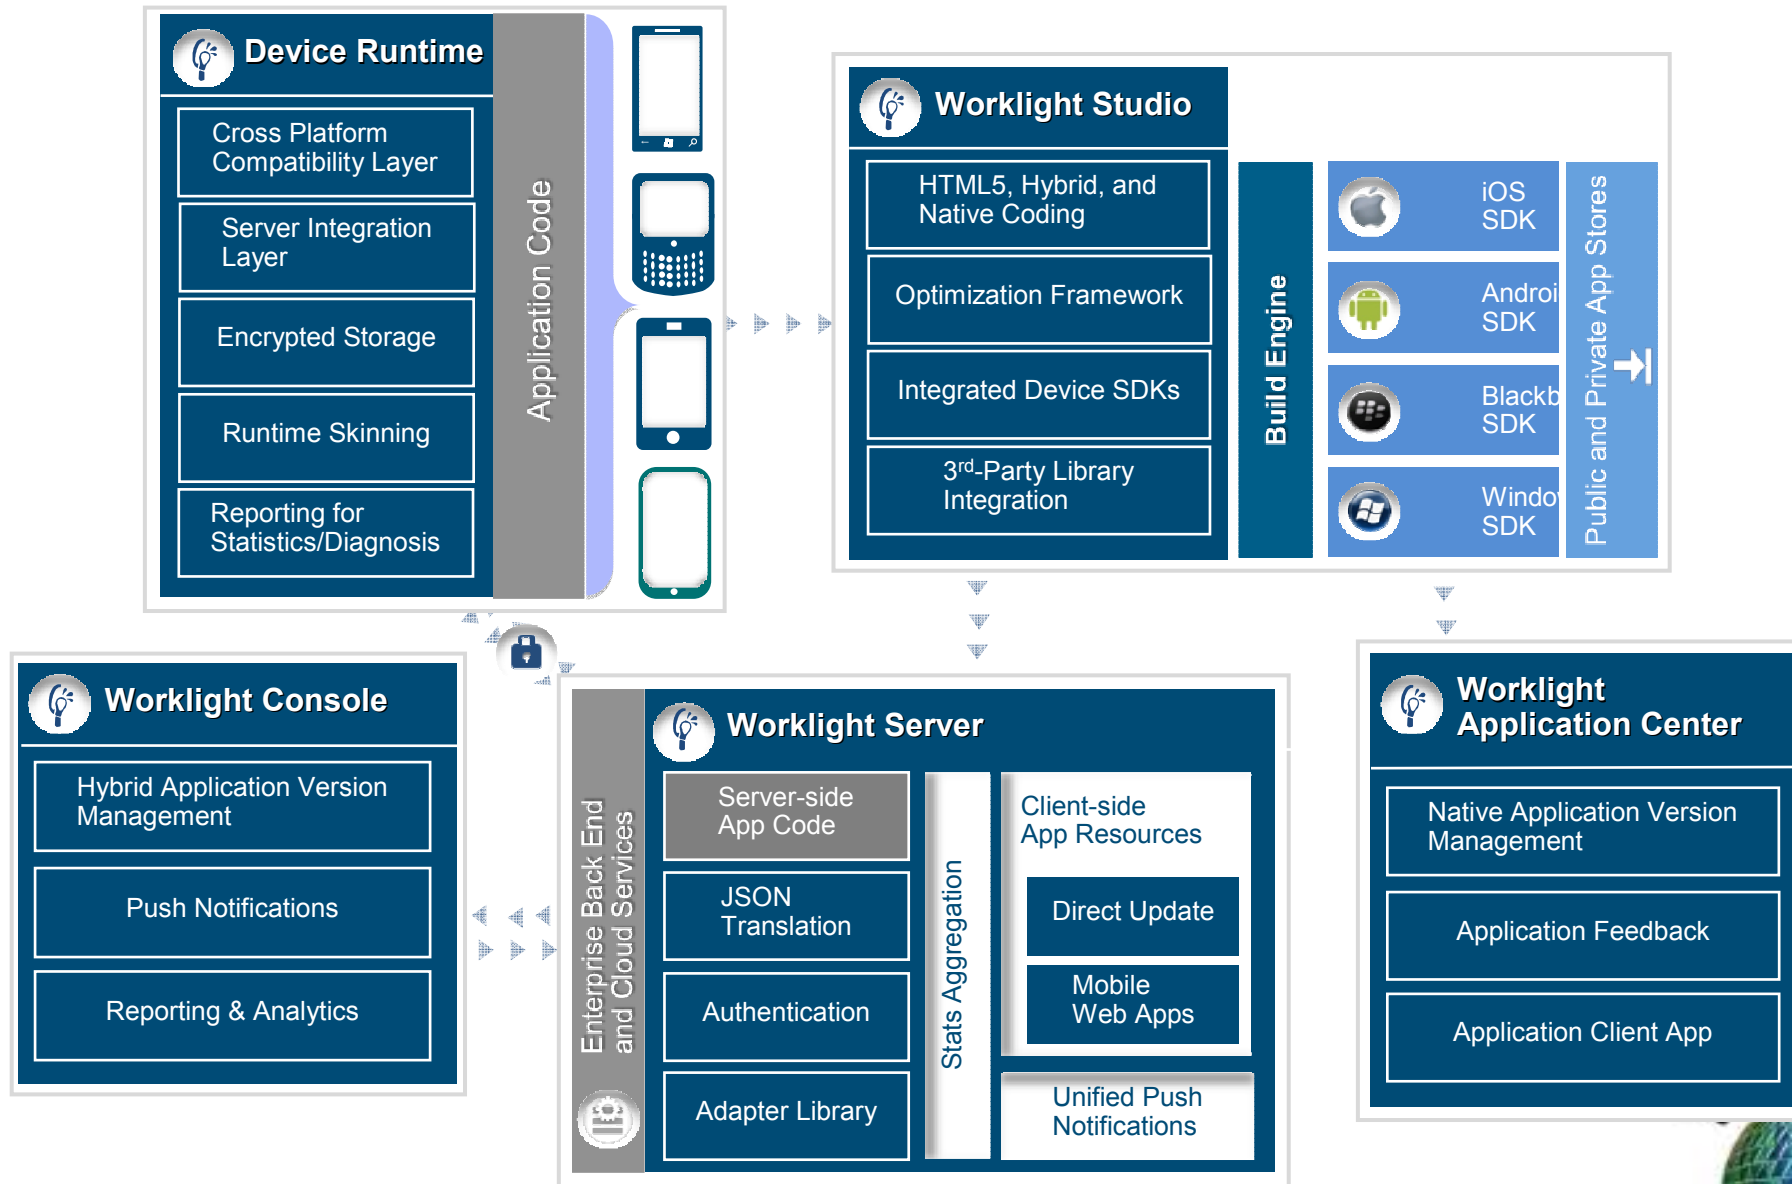 Device Runtime
Cross Platform
Compatibility Layer
Server Integration
Layer
Encrypted Storage
Runtime Skinning
Reporting for
Statistics/Diagnosis
Application Code
Worklight Studio
HTML5, Hybrid, and
Native Coding
Optimization Framework
Integrated Device SDKs
3rd-Party Library
Integration
Build Engine
iOS
SDK
Androi
SDK
Blackb
SDK
Windo
SDK
Public and Private App Stores
Worklight Console
Hybrid Application Version
Management
Push Notifications
Reporting & Analytics
Enterprise Back End
and Cloud Services
Worklight Server
Server-side
App Code
JSON
Translation
Authentication
Adapter Library
Stats Aggregation
Client-side
App Resources
Direct Update
Mobile
Web Apps
Unified Push
Notifications
Worklight
Application Center
Native Application Version
Management
Application Feedback
Application Client App